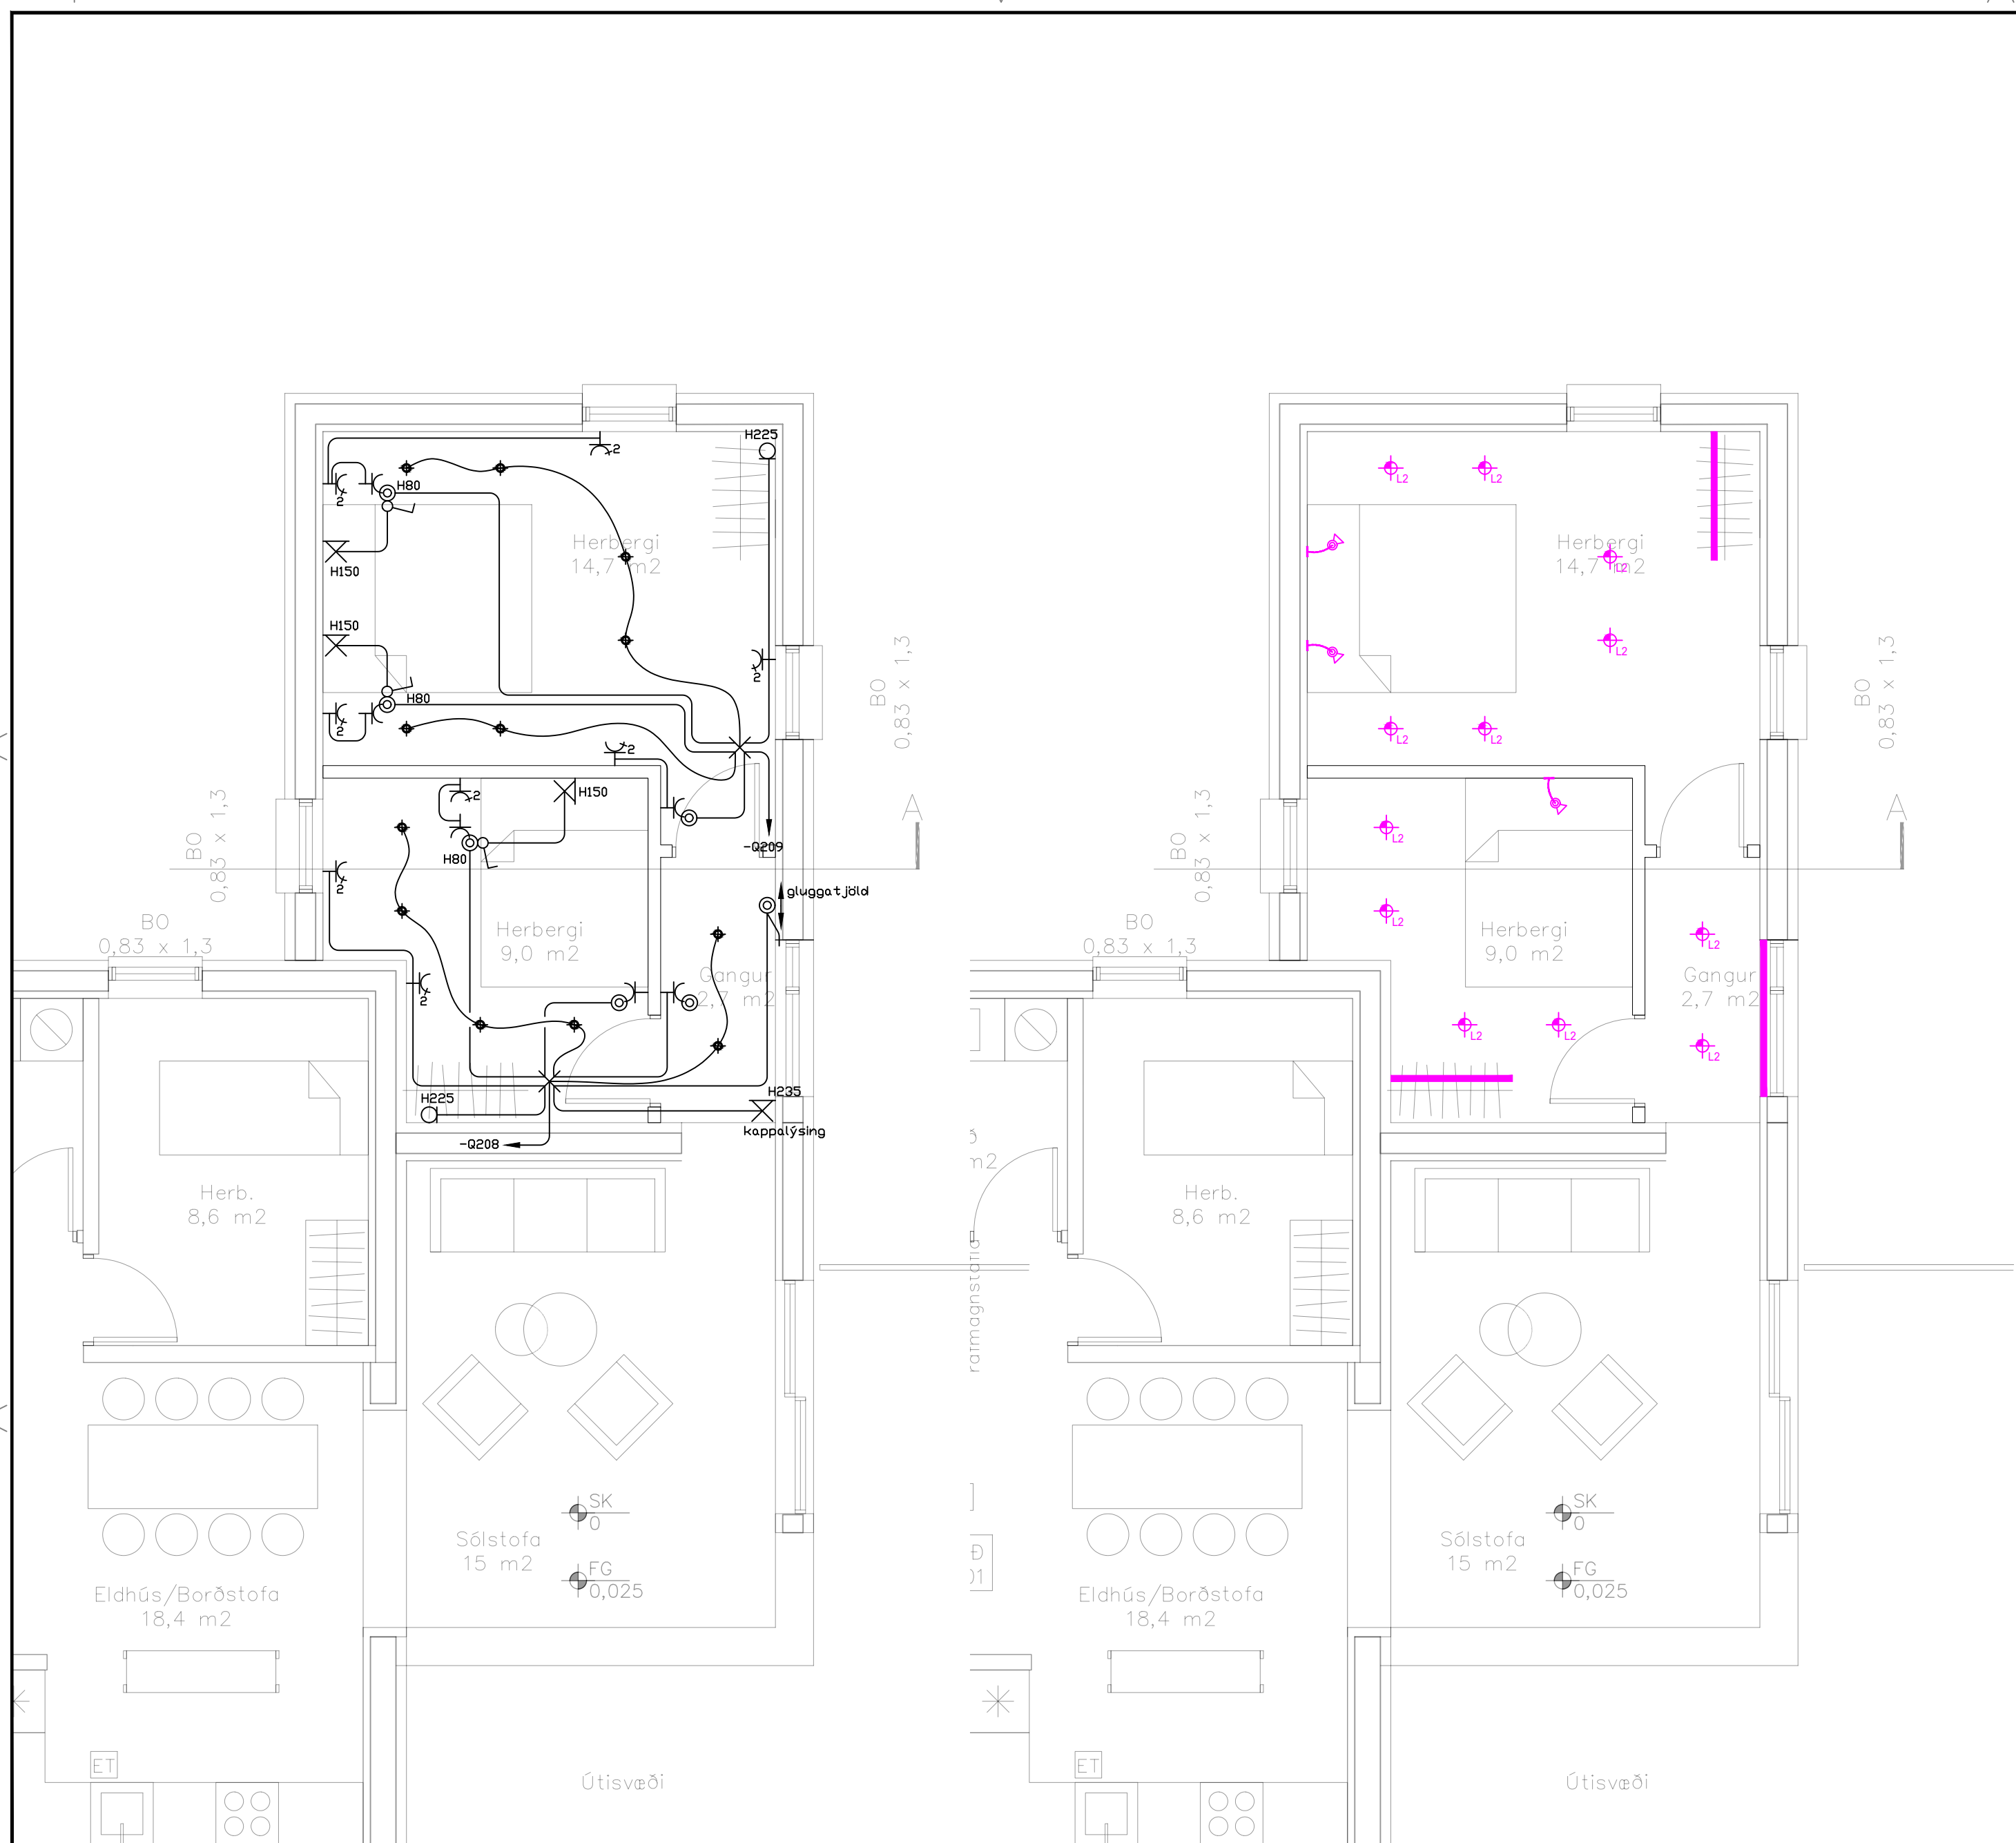 H225
2
H80
2
Herbergi
14,7 m2
H150
H150
BO
0,83 x 1,3
2
H80
2
2
H150
2
A
BO
0,83 x 1,3
H80
-Q209
2
gluggatjöld
BO
0,83 x 1,3
Herbergi
9,0 m2
Gangur
2,7 m2
2
H235
H225
kappalýsing
-Q208
Herb.
8,6 m2
SK
0
Sólstofa
15 m2
FG
0,025
Eldhús/Borðstofa
18,4 m2
ET
Útisvæði
L2
L2
Herbergi
14,7 m2
L2
L2
BO
0,83 x 1,3
L2
L2
A
BO
0,83 x 1,3
L2
L2
BO
0,83 x 1,3
Herbergi
9,0 m2
L2
Gangur
2,7 m2
L2
L2
L2
m2
Herb.
8,6 m2
rafmagnstafla
SK
0
Sólstofa
15 m2
Ð
01
FG
0,025
Eldhús/Borðstofa
18,4 m2
ET
Útisvæði